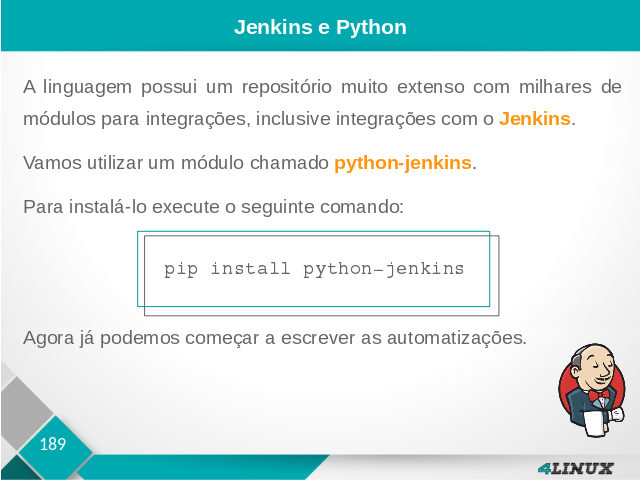 Jenkins e Python
A linguagem possui um repositório muito extenso com milhares de
módulos para integrações, inclusive integrações com o Jenkins.
Vamos utilizar um módulo chamado python-jenkins.
Para instalá-lo execute o seguinte comando:
pip install python-jenkins
Agora já podemos começar a escrever as automatizações.
189
4LINUX